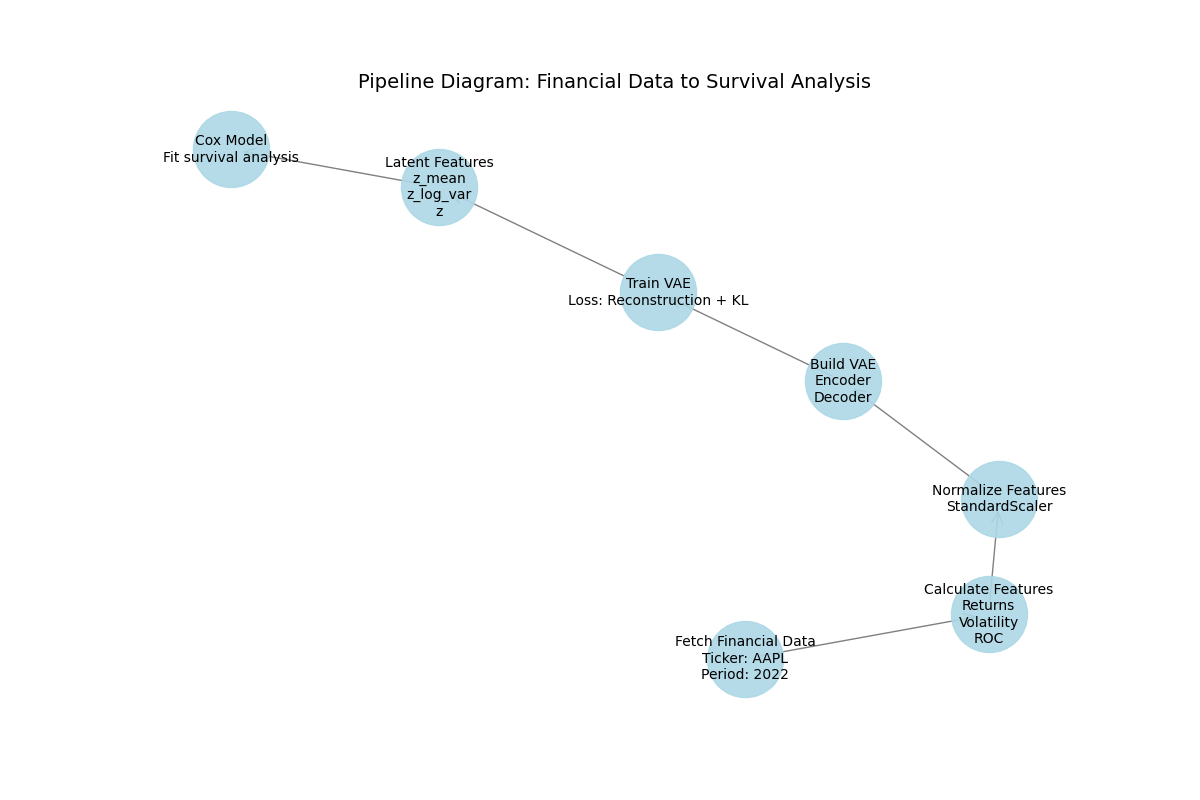 Pipeline Diagram: Financial Data to Survival Analysis
Cox Model
Fit survival analysis
Latent Features
z_mean
z_log_var
z
Train VAE
Loss: Reconstruction + KL
Build VAE
Encoder
Decoder
Normalize Features
StandardScaler
Calculate Features
Returns
Volatility
ROC
Fetch Financial Data
Ticker: AAPL
Period: 2022